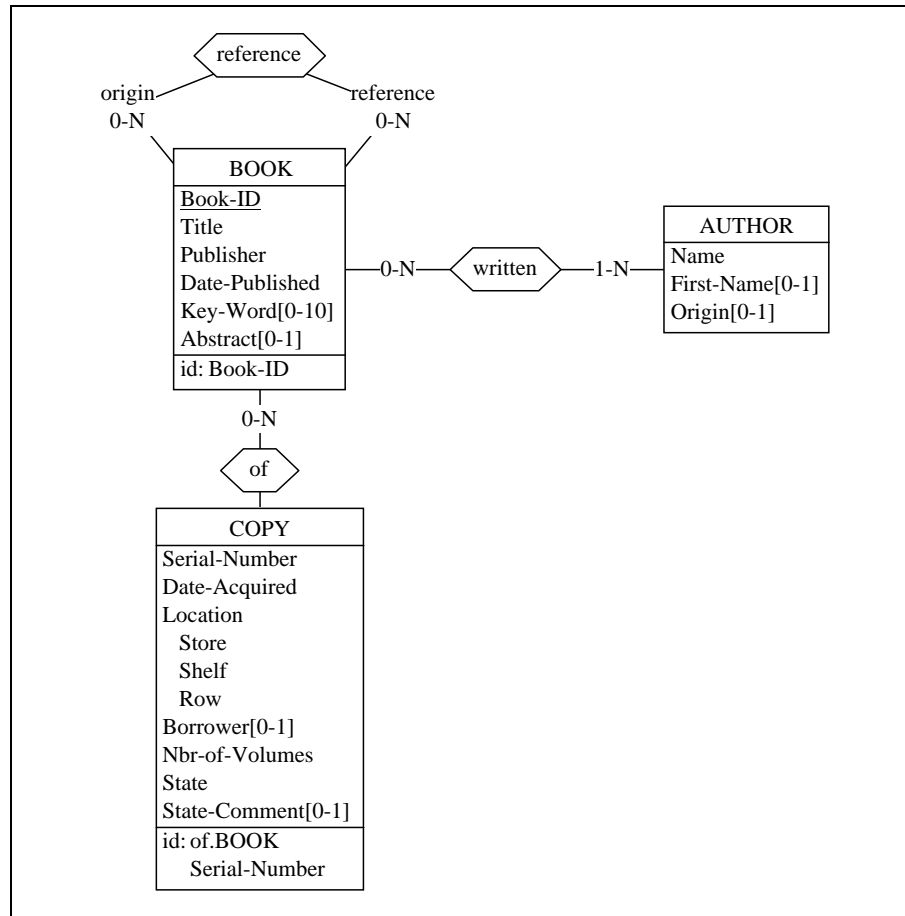 reference
origin
reference
0-N
0-N
BOOK
Book-ID
Title
Publisher
Date-Published
Key-Word[0-10]
Abstract[0-1]
id: Book-ID
0-N
written
1-N
AUTHOR
Name
First-Name[0-1]
Origin[0-1]
0-N
of
COPY
Serial-Number
Date-Acquired
Location
Store
Shelf
Row
Borrower[0-1]
Nbr-of-Volumes
State
State-Comment[0-1]
id: of.BOOK
Serial-Number